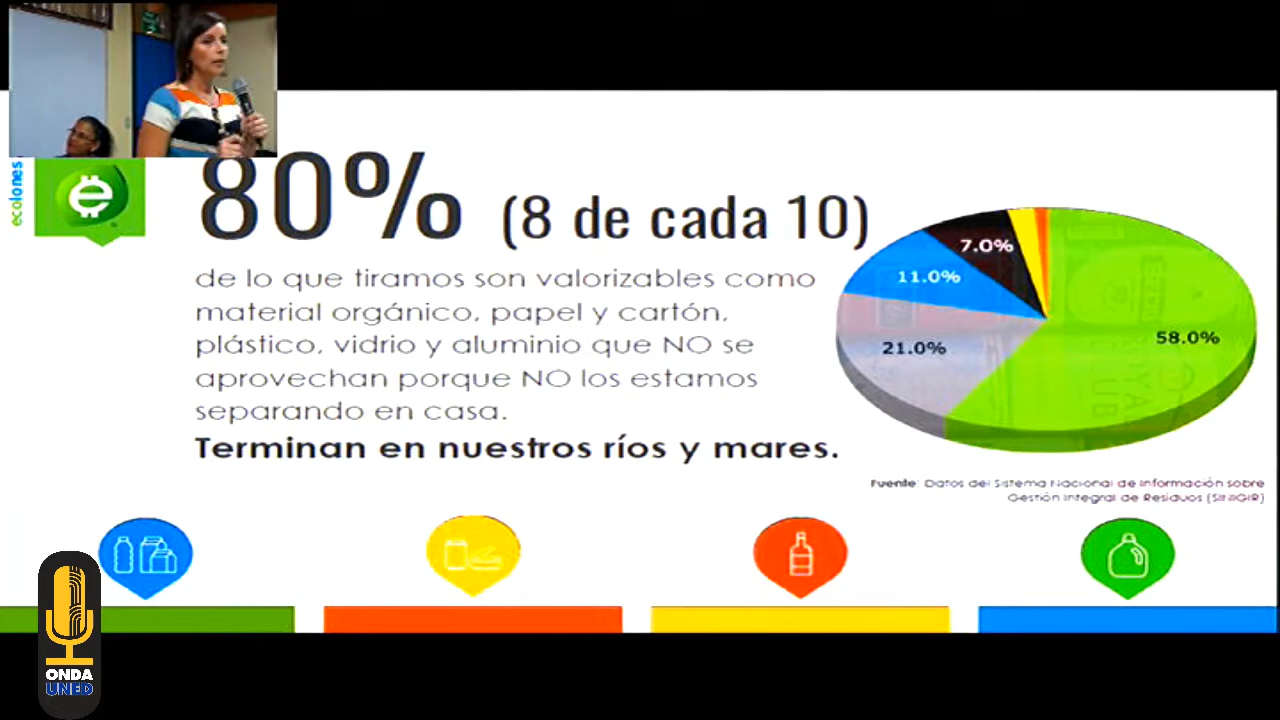 ecolones
80% (8 de cada 10)
de lo que tiramos son valorizables como
material orgánico, papel y cartón,
plástico, vidrio y aluminio que NO se
aprovechan porque NO los estamos
separando en casa.
Terminan en nuestros ríos y mares.
7.0%
11.0%
21.0%
58.0%
Fuente: Datos del Sistema Nacional de Información sobre
Gestión Integral de Residuos (SINIGIR)
ONDA
UNED